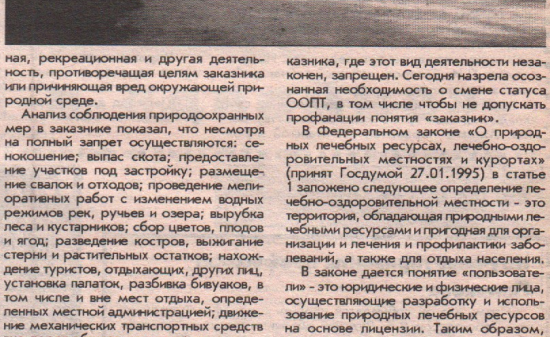 ная, рекреационная и другая деятель-
ность, противоречащая целям заказника
или причиняющая вред окружающей при-
родной среде.
Анализ соблюдения природоохранных
мер в заказнике показал, что несмотря
на полный запрет осуществляются: се-
нокошение; выпас скота; предоставле-
ние участков под застройку; размеще-
ние свалок и отходов; проведение мели-
оративных работ с изменением водных
режимов рек, ручьев и озера; вырубка
леса и кустарников; сбор цветов, плодов
и ягод; разведение костров, выжигание
стерни и растительных остатков; нахож-
дение туристов, отдыхающих, других лиц,
установка палаток, разбивка бивуаков, в
том числе и вне мест отдыха, опреде-
ленных местной администрацией; движе-
ние механических транспортных средств
казника, где этот вид деятельности неза-
конен, запрещен. Сегодня назрела осоз-
нанная необходимость о смене статуса
ООПТ, в том числе чтобы не допускать
профанации понятия «заказник».
В Федеральном законе «О природ-
ных лечебных ресурсах, лечебно-оздо-
ровительных местностях и курортах»
(принят Госдумой 27.01.1995) в статье
1 заложено следующее определение ле-
чебно-оздоровительной местности - это
территория, обладающая природными ле-
чебными ресурсами и пригодная для орга-
низации и лечения и профилактики забо-
леваний, а также для отдыха населения.
В законе дается понятие «пользовате-
ли» - это юридические и физические лица,
осуществляющие разработку и исполь-
зование природных лечебных ресурсов
на основе лицензии. Таким образом,